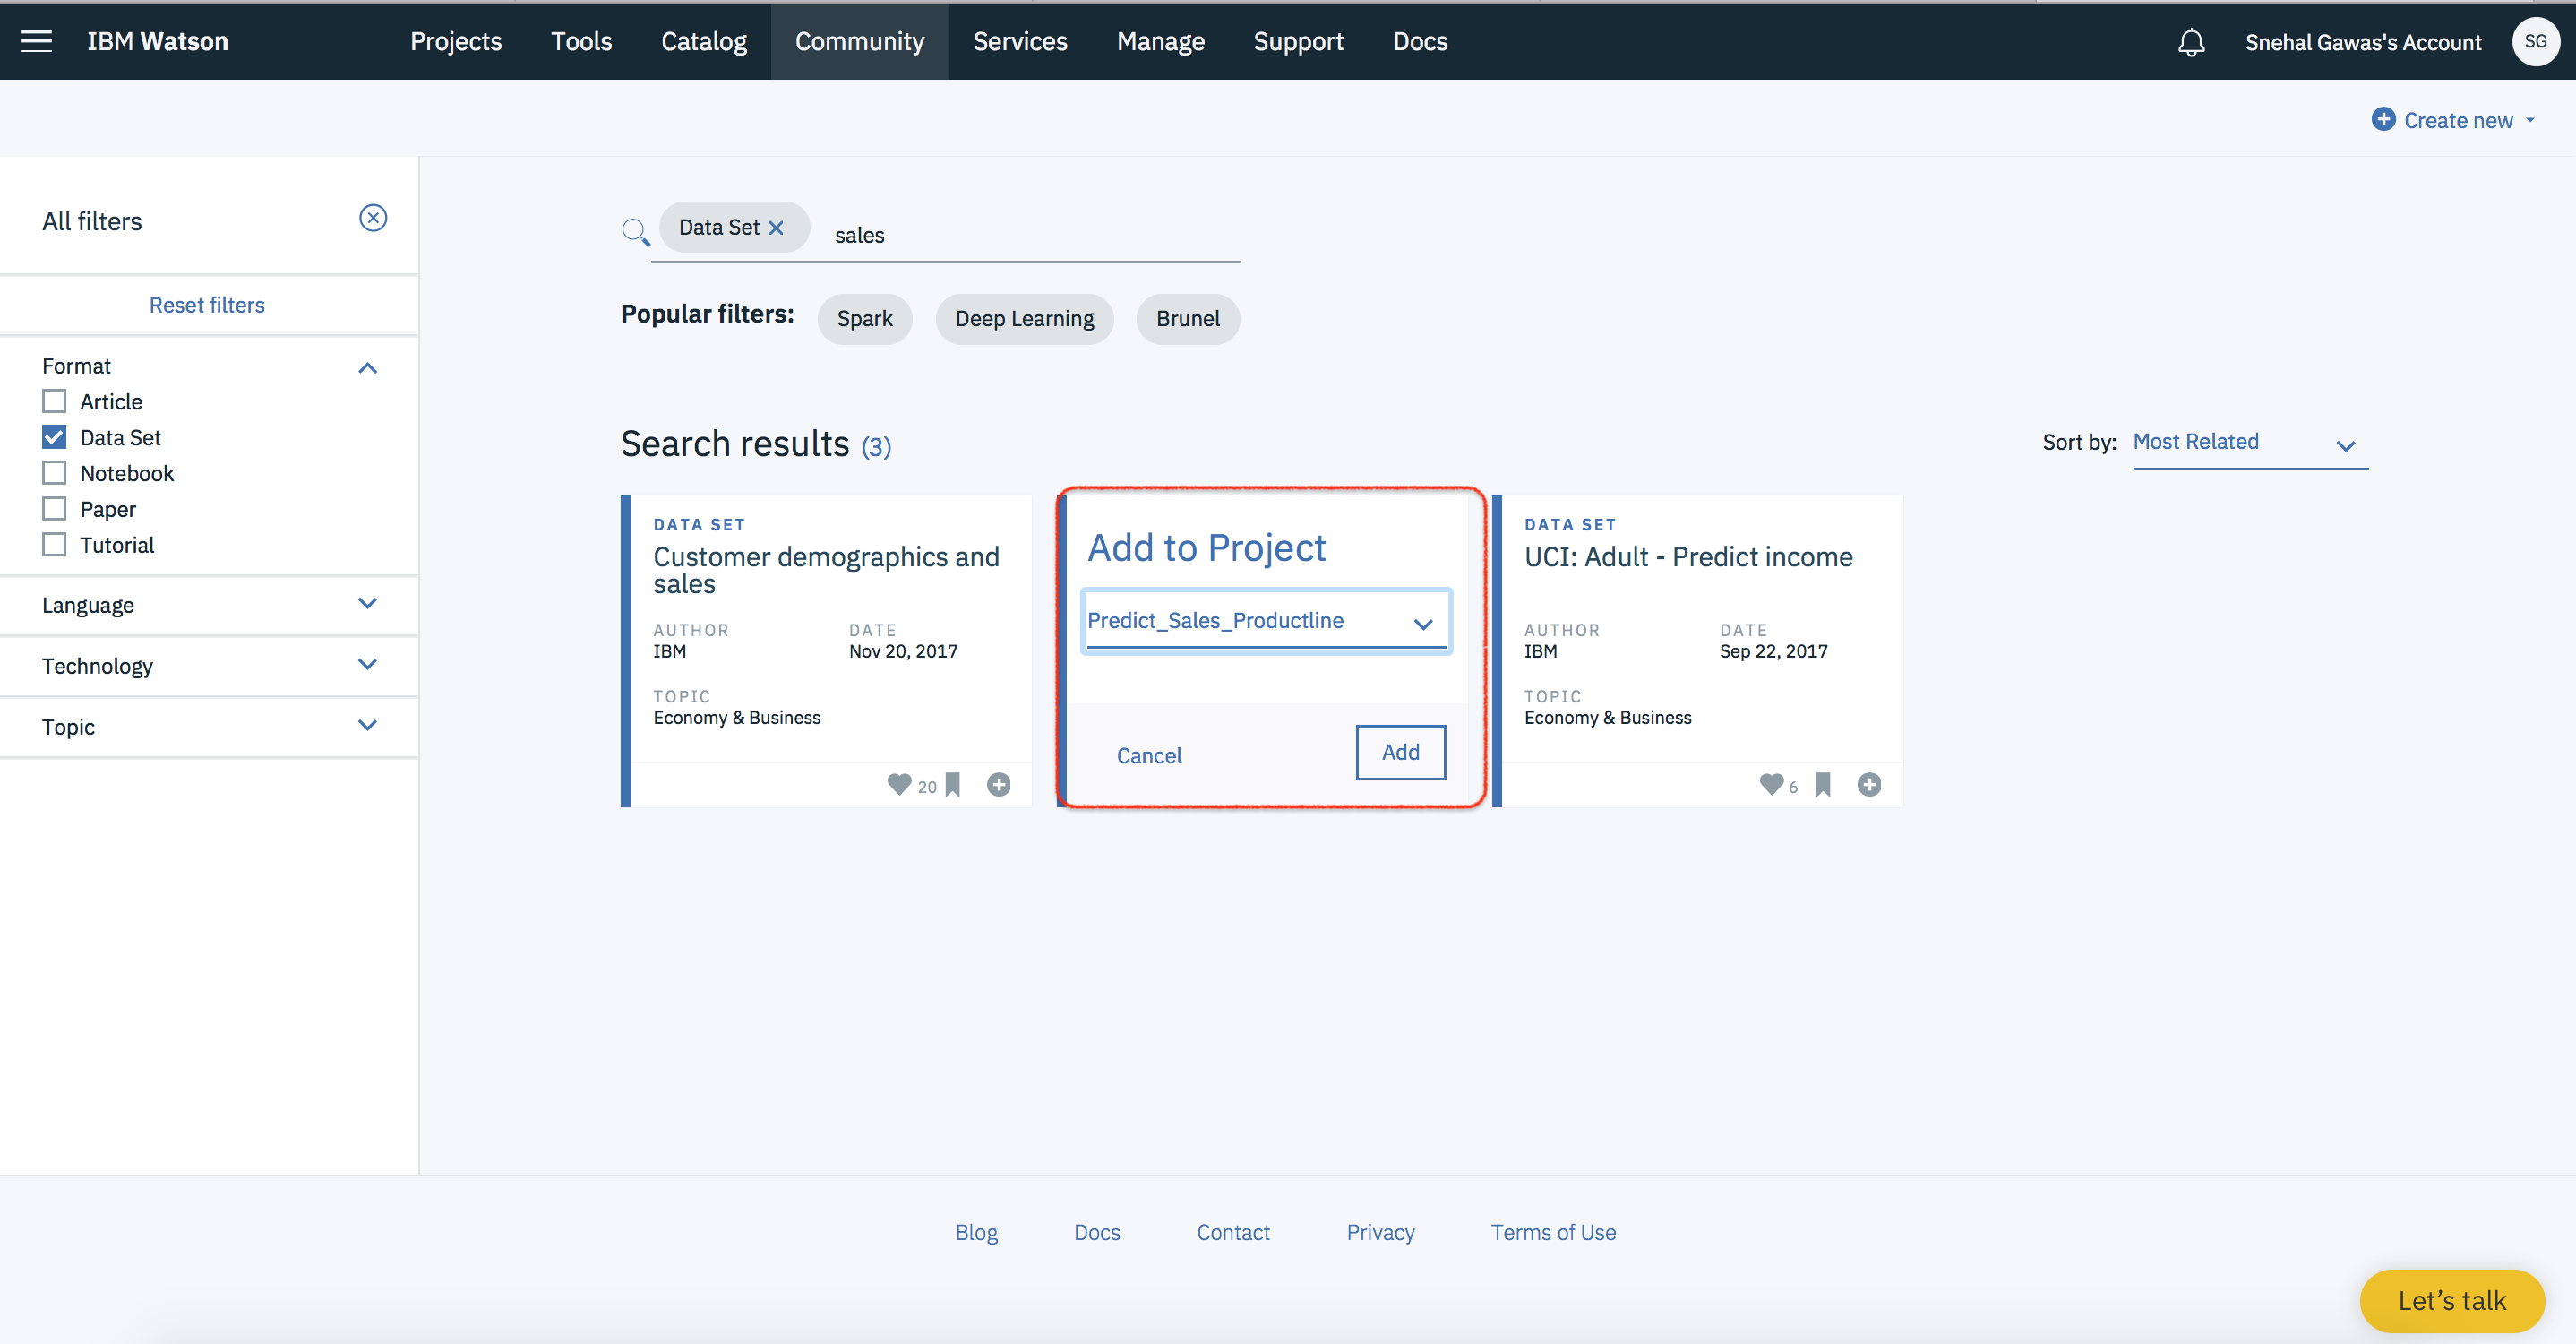 IBM Watson
Projects
Tools
Catalog
Community
Services
Manage
Support
Docs
Snehal Gawas's Account
SG
Create new
All filters
Reset filters
Format
Article
Data Set
Notebook
Paper
Tutorial
Language
Technology
Topic
Data Set
sales
Popular filters:
Spark
Deep Learning
Brunel
Search results (3)
Sort by: Most Related
DATA SET
Customer demographics and
sales
AUTHOR
IBM
DATE
Nov 20, 2017
TOPIC
Economy & Business
20
Add to Project
Predict_Sales_Productline
Cancel
Add
DATA SET
UCI: Adult - Predict income
AUTHOR
IBM
DATE
Sep 22, 2017
TOPIC
Economy & Business
6
Blog
Docs
Contact
Privacy
Terms of Use
Let's talk